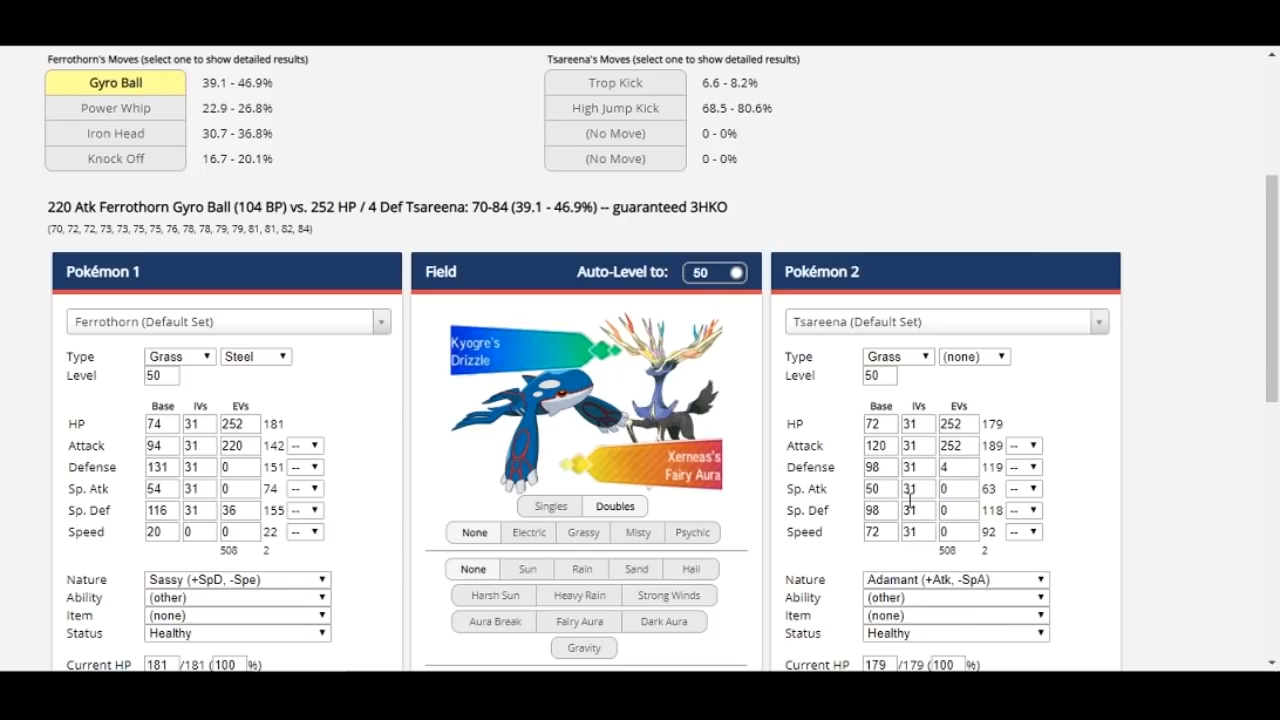 Ferrothorn's Moves (select one to show detailed results)
Tsareena's Moves (select one to show detailed results)
Gyro Ball 39.1 - 46.9%
Trop Kick 6.6 - 8.2%
Power Whip 22.9 - 26.8%
High Jump Kick 68.5 - 80.6%
Iron Head 30.7 - 36.8%
(No Move) 0 - 0%
Knock Off 16.7 - 20.1%
(No Move) 0 - 0%
220 Atk Ferrothorn Gyro Ball (104 BP) vs. 252 HP / 4 Def Tsareena: 70-84 (39.1 - 46.9%) -- guaranteed 3HKO
(70, 72, 72, 73, 73, 75, 75, 76, 78, 78, 79, 79, 81, 81, 82, 84)
Pokémon 1
Ferrothorn (Default Set)
Type Grass Steel
Level 50
Base IVs EVs
HP 74 31 252 181
Attack 94 31 220 142 --
Defense 131 31 0 151 --
Sp. Atk 54 31 0 74 --
Sp. Def 116 31 36 155 --
Speed 20 0 0 22 --
508 2
Nature Sassy (+SpD, -Spe)
Ability (other)
Item (none)
Status Healthy
Current HP 181 /181 (100 %)
Field Auto-Level to: 50
Kyogre's
Drizzle
Xerneas's
Fairy Aura
Singles Doubles
None Electric Grassy Misty Psychic
None Sun Rain Sand Hail
Harsh Sun Heavy Rain Strong Winds
Aura Break Fairy Aura Dark Aura
Gravity
Pokémon 2
Tsareena (Default Set)
Type Grass (none)
Level 50
Base IVs EVs
HP 72 31 252 179
Attack 120 31 252 189 --
Defense 98 31 4 119 --
Sp. Atk 50 31 0 63 --
Sp. Def 98 31 0 118 --
Speed 72 31 0 92 --
508 2
Nature Adamant (+Atk, -SpA)
Ability (other)
Item (none)
Status Healthy
Current HP 179 /179 (100 %)